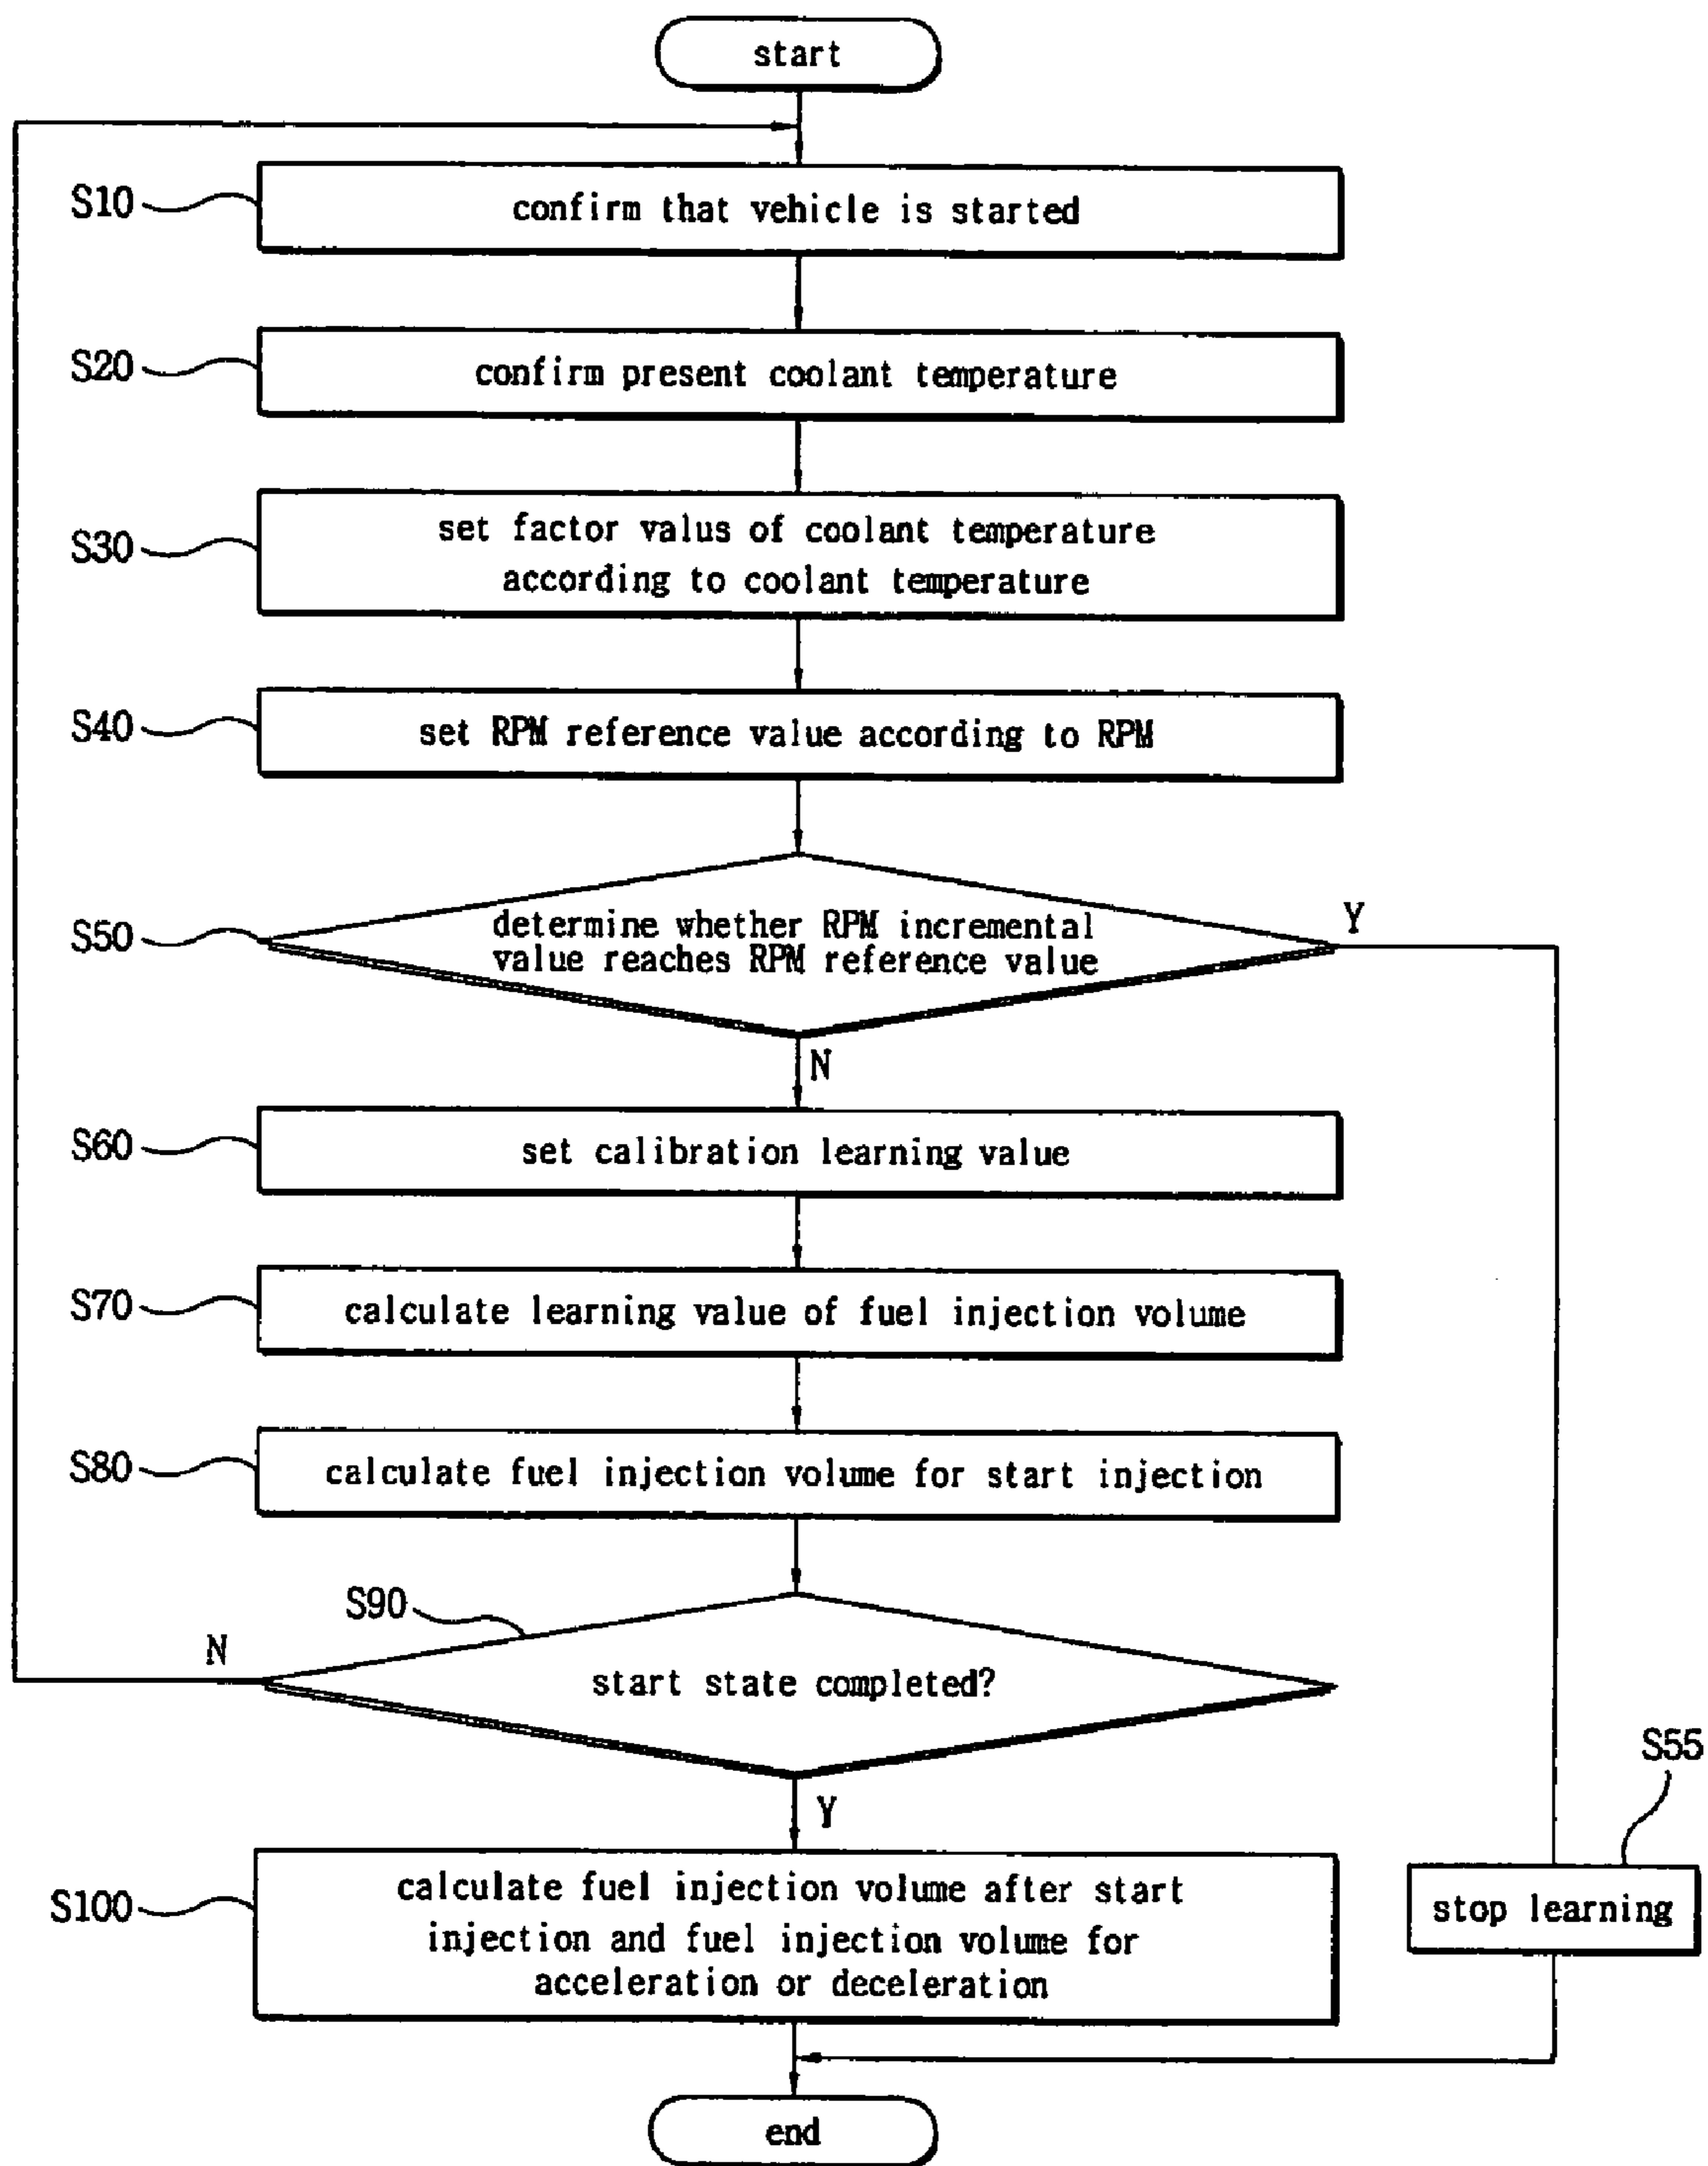 start
S10
confirm that vehicle is started
S20
confirm present coolant temperature
S30
set factor valus of coolant temperature
according to coolant temperature
S40
set RPM reference value according to RPM
S50
determine whether RPM incremental
value reaches RPM reference value
Y
N
S60
set calibration learning value
S70
calculate learning value of fuel injection volume
S80
calculate fuel injection volume for start injection
S90
N
start state completed?
Y
S55
stop learning
S100
calculate fuel injection volume after start
injection and fuel injection volume for
acceleration or deceleration
end